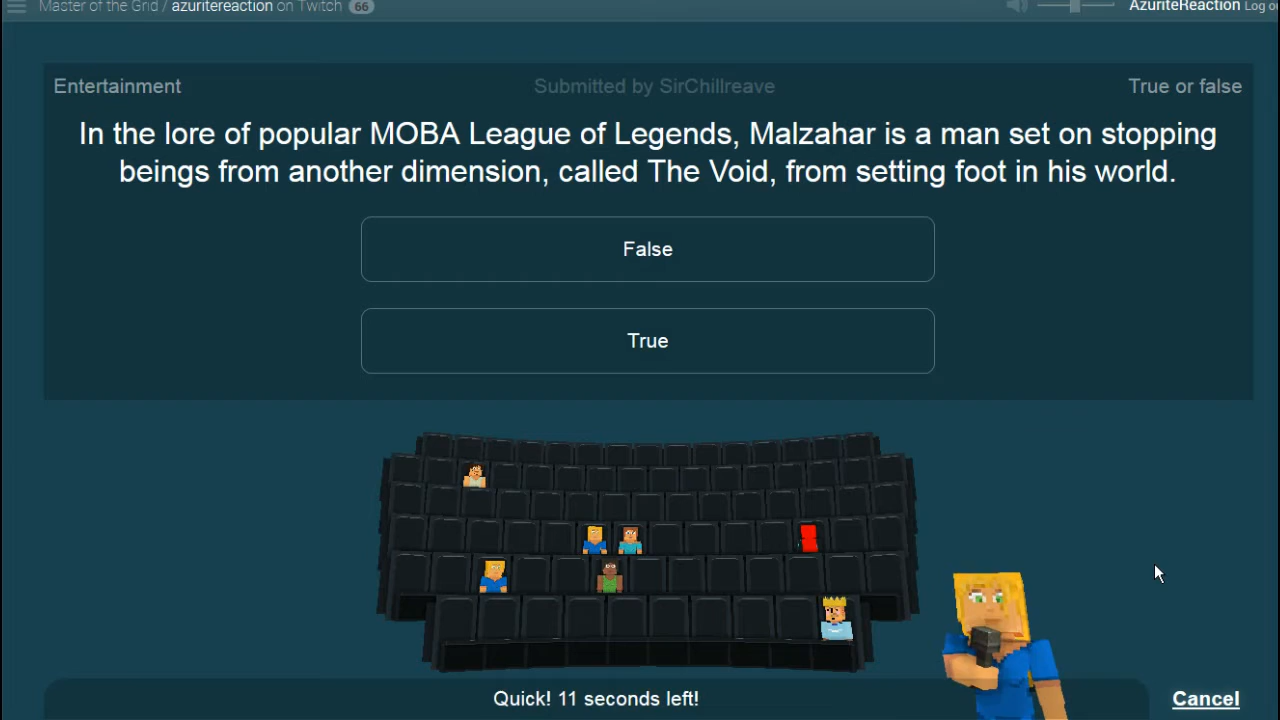 Master of the Grid / azuritereaction on Twitch 66
AzuriteReaction Log ou
Entertainment
Submitted by SirChillreave
True or false
In the lore of popular MOBA League of Legends, Malzahar is a man set on stopping
beings from another dimension, called The Void, from setting foot in his world.
False
True
Quick! 11 seconds left!
Cancel